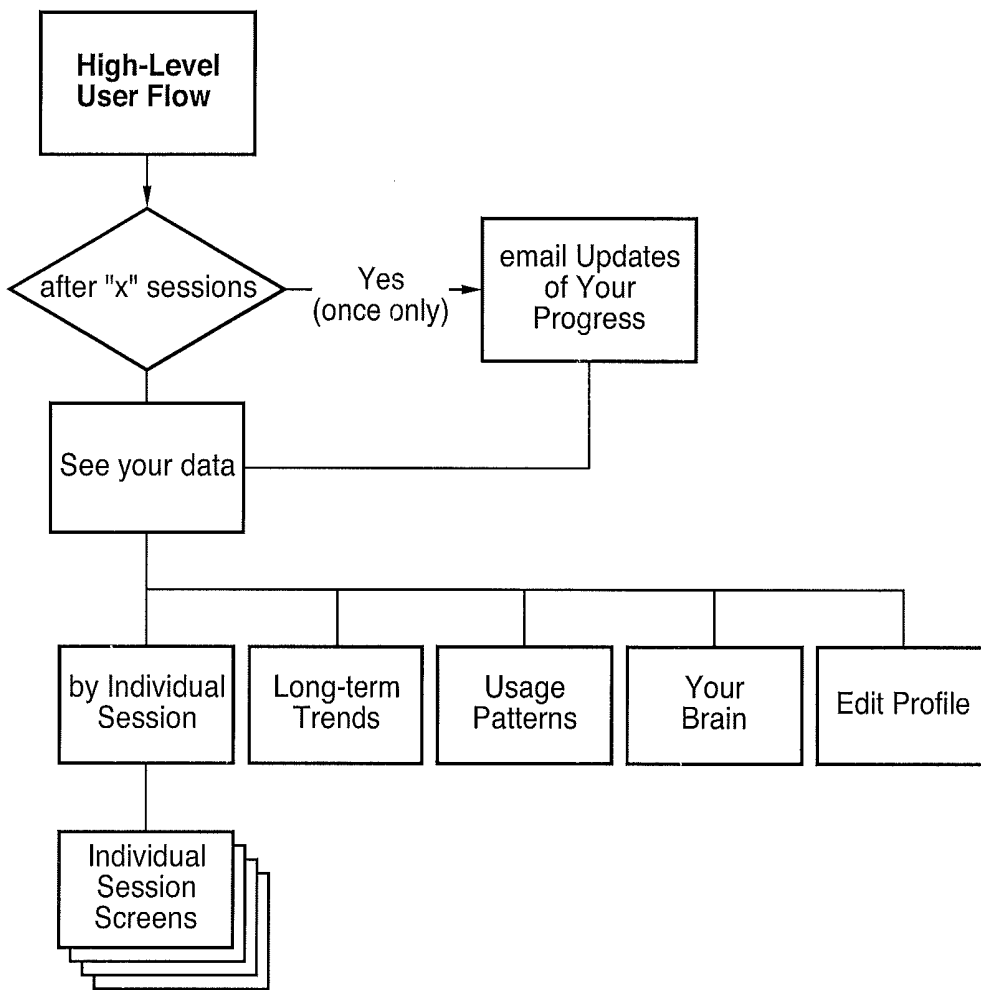 High-Level
User Flow
after "x" sessions
Yes
(once only)
email Updates
of Your
Progress
See your data
by Individual
Session
Long-term
Trends
Usage
Patterns
Your
Brain
Edit Profile
Individual
Session
Screens